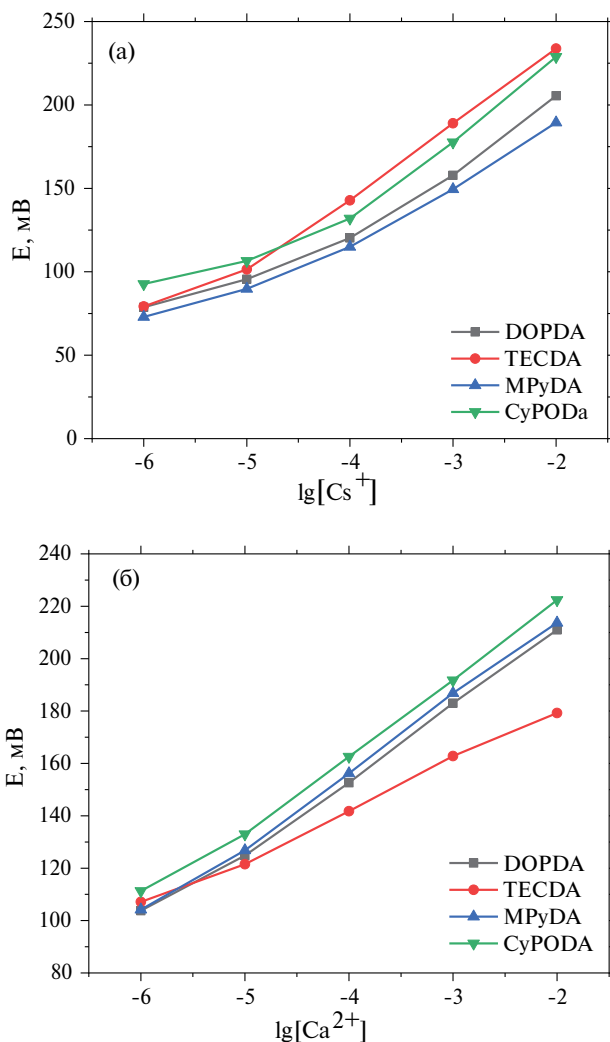 (а)
E, мВ
250
200
150
100
50
0
DOPDA
TECDA
MPyDA
CyPODa
-6 -5 -4 -3 -2
lg[Cs⁺]
(б)
E, мВ
240
220
200
180
160
140
120
100
80
DOPDA
TECDA
MPyDA
CyPODA
-6 -5 -4 -3 -2
lg[Ca²⁺]